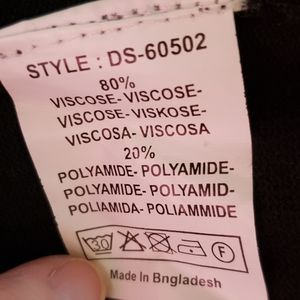 STYLE : DS-60502
80%
VISCOSE- VISCOSE-
VISCOSE- VISKOSE-
VISCOSA- VISCOSA
20%
POLYAMIDE- POLYAMIDE-
POLYAMIDE- POLYAMID-
POLIAMIDA- POLIAMMIDE
30 F
Made In Bngladesh